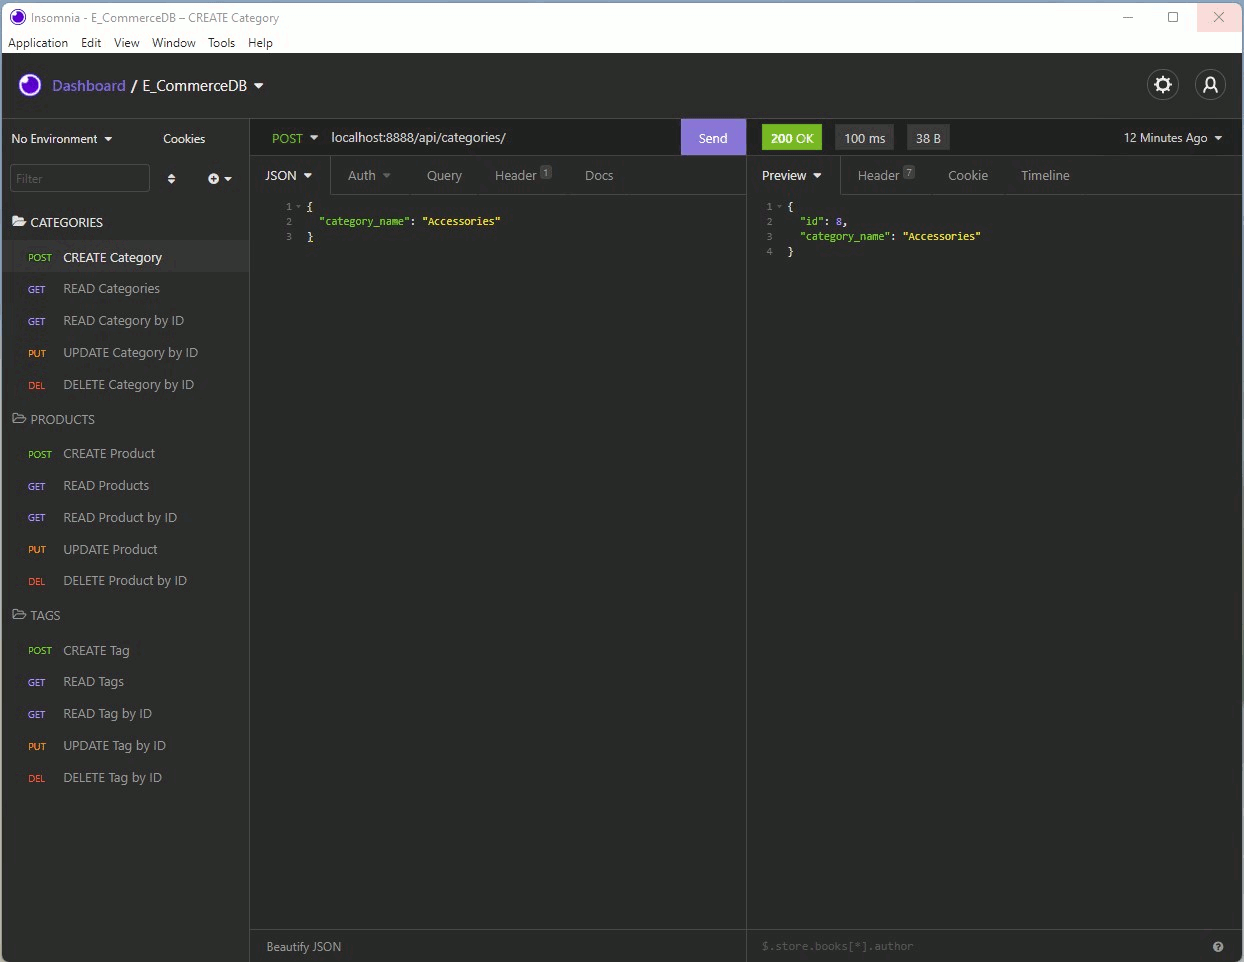 Insomnia - E_CommerceDB – CREATE Category
Application Edit View Window Tools Help
Dashboard / E_CommerceDB
No Environment Cookies
Filter
CATEGORIES
POST CREATE Category
GET READ Categories
GET READ Category by ID
PUT UPDATE Category by ID
DEL DELETE Category by ID
PRODUCTS
POST CREATE Product
GET READ Products
GET READ Product by ID
PUT UPDATE Product
DEL DELETE Product by ID
TAGS
POST CREATE Tag
GET READ Tags
GET READ Tag by ID
PUT UPDATE Tag by ID
DEL DELETE Tag by ID
POST localhost:8888/api/categories/ Send
JSON Auth Query Header 1 Docs
1 {
2 "category_name": "Accessories"
3 }
Beautify JSON
200 OK 100 ms 38 B 12 Minutes Ago
Preview Header 7 Cookie Timeline
1 {
2 "id": 8,
3 "category_name": "Accessories"
4 }
$.store.books[*].author